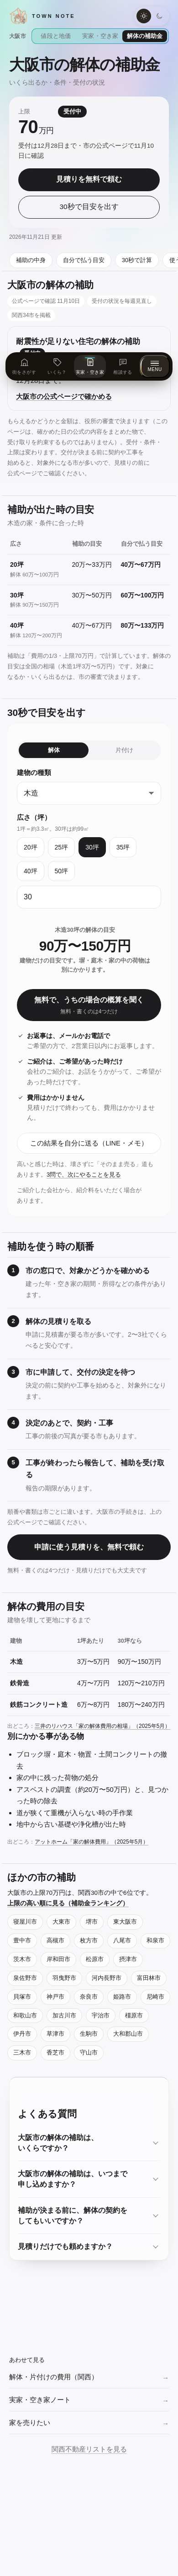 TOWN NOTE
大阪市
値段と地価
実家・空き家
解体の補助金
大阪市の解体の補助金
いくら出るか・条件・受付の状況
上限
受付中
70万円
受付は12月28日まで・市の公式ページで11月10
日に確認
見積りを無料で頼む
30秒で目安を出す
2026年11月21日 更新
補助の中身
自分で払う目安
30秒で計算
使う
大阪市の解体の補助金
公式ページで確認 11月10日
受付の状況を毎場見直し
関西34市を掲載
耐震性が足りない住宅の解体の補助
街をさがす
いくら？
実家・空き家
相談する
MENU
大阪市の公式ページで確かめる
もらえるかどうかと金額は、役所の審査で決まります（この
ページは、確かめた日の公式の内容をまとめた物で、
受け取りを約束するものではありません）。受付・条件・
上限は変わります。交付が決まる前に契約や工事を
始めると、対象外になる市が多いので、見積りの前に
公式ページでご確認ください。
補助が出た時の目安
木造の家・条件に合った時
広さ
補助の目安
自分で払う目安
20坪
解体 60万〜100万円
20万〜33万円
40万〜67万円
30坪
解体 90万〜150万円
30万〜50万円
60万〜100万円
40坪
解体 120万〜200万円
40万〜67万円
80万〜133万円
補助は「費用の1/3・上限70万円」で計算しています。解体の
目安は全国の相場（木造1坪3万〜5万円）です。対象に
なるか・いくら出るかは、市の審査で決まります。
30秒で目安を出す
解体
片付け
建物の種類
木造
広さ（坪）
1坪＝約3.3㎡。30坪は約99㎡
20坪
25坪
30坪
35坪
40坪
50坪
30
木造30坪の解体の目安
90万〜150万円
建物だけの目安です。塀・庭木・家の中の荷物は
別にかかります。
無料で、うちの場合の概算を聞く
無料・書くのは4つだけ
お返事は、メールかお電話で
ご希望の方で、2営業日以内にお返事します。
ご紹介は、ご希望があった時だけ
会社のご紹介は、お話をうかがって、ご希望が
あった時だけです。
費用はかかりません
見積りだけで終わっても、費用はかかりませ
ん。
この結果を自分に送る（LINE・メモ）
高いと感じた時は、壊さずに「そのまま売る」道も
あります。3問で、次にやることを見る
ご紹介した会社から、紹介料をいただく場合が
あります。
補助を使う時の順番
1 市の窓口で、対象かどうかを確かめる
建った年・空き家の期間・所得などの条件があり
ます。
2 解体の見積りを取る
申請に見積書が要る市が多いです。2〜3社でくら
べると安心です。
3 市に申請して、交付の決定を待つ
決定の前に契約や工事を始めると、対象外になり
ます。
4 決定のあとで、契約・工事
工事の前後の写真が要る市もあります。
5 工事が終わったら報告して、補助を受け取
る
報告の期限があります。
順番や書類は市ごとに違います。大阪市の手続きは、上の
公式ページでご確認ください。
申請に使う見積りを、無料で頼む
無料・書くのは4つだけ・見積りだけでも大丈夫です
解体の費用の目安
建物を壊して更地にするまで
建物
1坪あたり
30坪なら
木造
3万〜5万円
90万〜150万円
鉄骨造
4万〜7万円
120万〜210万円
鉄筋コンクリート造
6万〜8万円
180万〜240万円
出どころ：三井のリハウス「家の解体費用の相場」（2025年5月）
別にかかる事がある物
ブロック塀・庭木・物置・土間コンクリートの撤
去
家の中に残った荷物の処分
アスベストの調査（約20万〜50万円）と、見つか
った時の除去
道が狭くて重機が入らない時の手作業
地中から古い基礎や浄化槽が出た時
出どころ：アットホーム「家の解体費用」（2025年5月）
ほかの市の補助
大阪市の上限70万円は、関西30市の中で6位です。
上限の高い順に見る（補助金ランキング）
寝屋川市
大東市
堺市
東大阪市
豊中市
高槻市
枚方市
八尾市
和泉市
茨木市
岸和田市
松原市
摂津市
泉佐野市
羽曳野市
河内長野市
富田林市
貝塚市
神戸市
奈良市
姫路市
尼崎市
和歌山市
加古川市
宇治市
橿原市
伊丹市
草津市
生駒市
大和郡山市
三木市
香芝市
守山市
よくある質問
大阪市の解体の補助は、
いくらですか？
大阪市の解体の補助は、いつまで
申し込めますか？
補助が決まる前に、解体の契約を
してもいいですか？
見積りだけでも頼めますか？
あわせて見る
解体・片付けの費用（関西） →
実家・空き家ノート →
家を売りたい →
関西不動産リストを見る